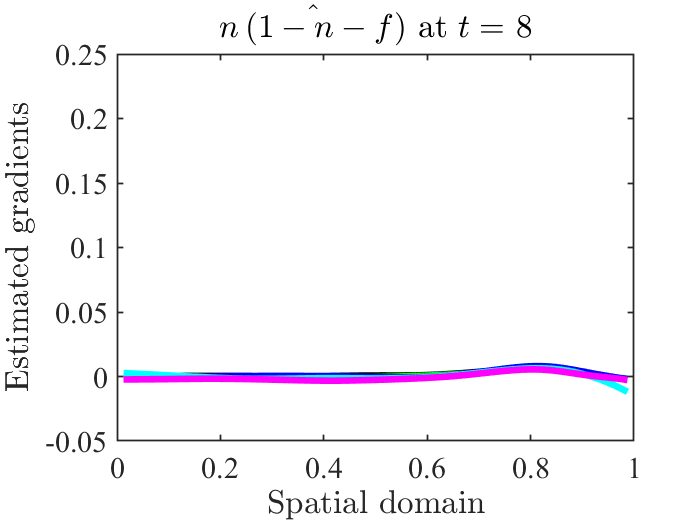 n (1 − n̂ − f) at t = 8
Estimated gradients
0.25
0.2
0.15
0.1
0.05
0
-0.05
0 0.2 0.4 0.6 0.8 1
Spatial domain